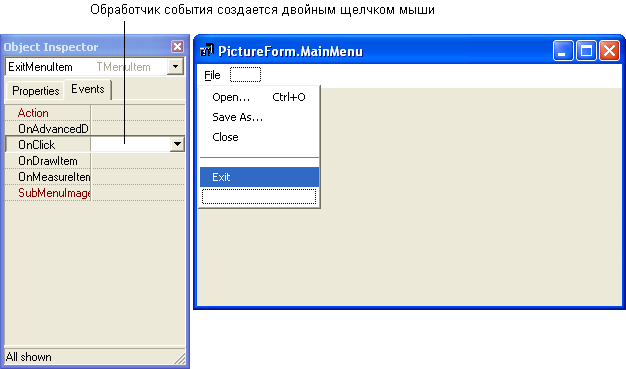 Обработчик события создается двойным щелчком мыши
Object Inspector
ExitMenuItem TMenuItem
Properties Events
Action
OnAdvancedD
OnClick
OnDrawItem
OnMeasureIten
SubMenuImage
All shown
PictureForm.MainMenu
File
Open... Ctrl+O
Save As...
Close
Exit